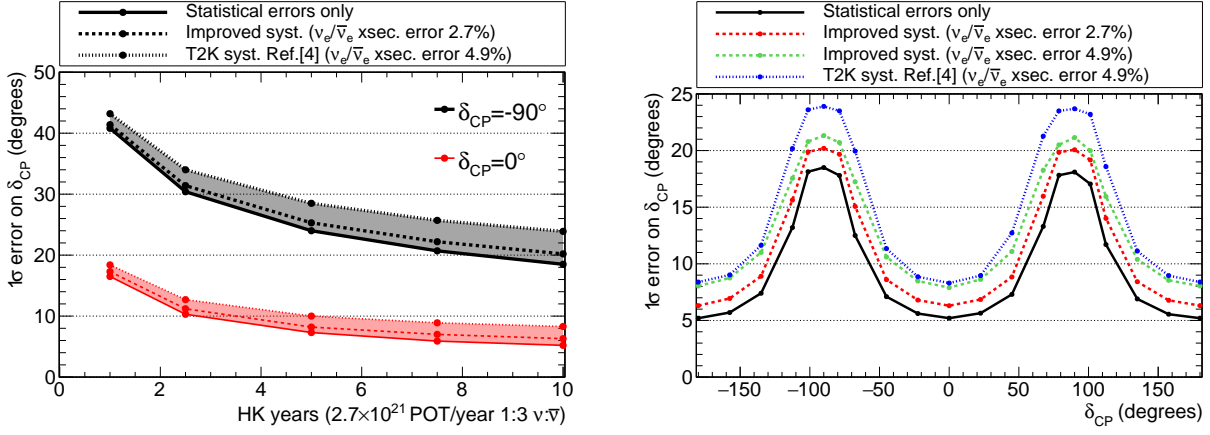 Statistical errors only
Improved syst. (νe/ν̅e xsec. error 2.7%)
T2K syst. Ref.[4] (νe/ν̅e xsec. error 4.9%)
1σ error on δCP (degrees)
50
40
30
20
10
0
δCP=-90°
δCP=0°
0 2 4 6 8 10
HK years (2.7×10²¹ POT/year 1:3 ν:ν̅)
Statistical errors only
Improved syst. (νe/ν̅e xsec. error 2.7%)
Improved syst. (νe/ν̅e xsec. error 4.9%)
T2K syst. Ref.[4] (νe/ν̅e xsec. error 4.9%)
1σ error on δCP (degrees)
25
20
15
10
5
0
−150 −100 −50 0 50 100 150
δCP (degrees)